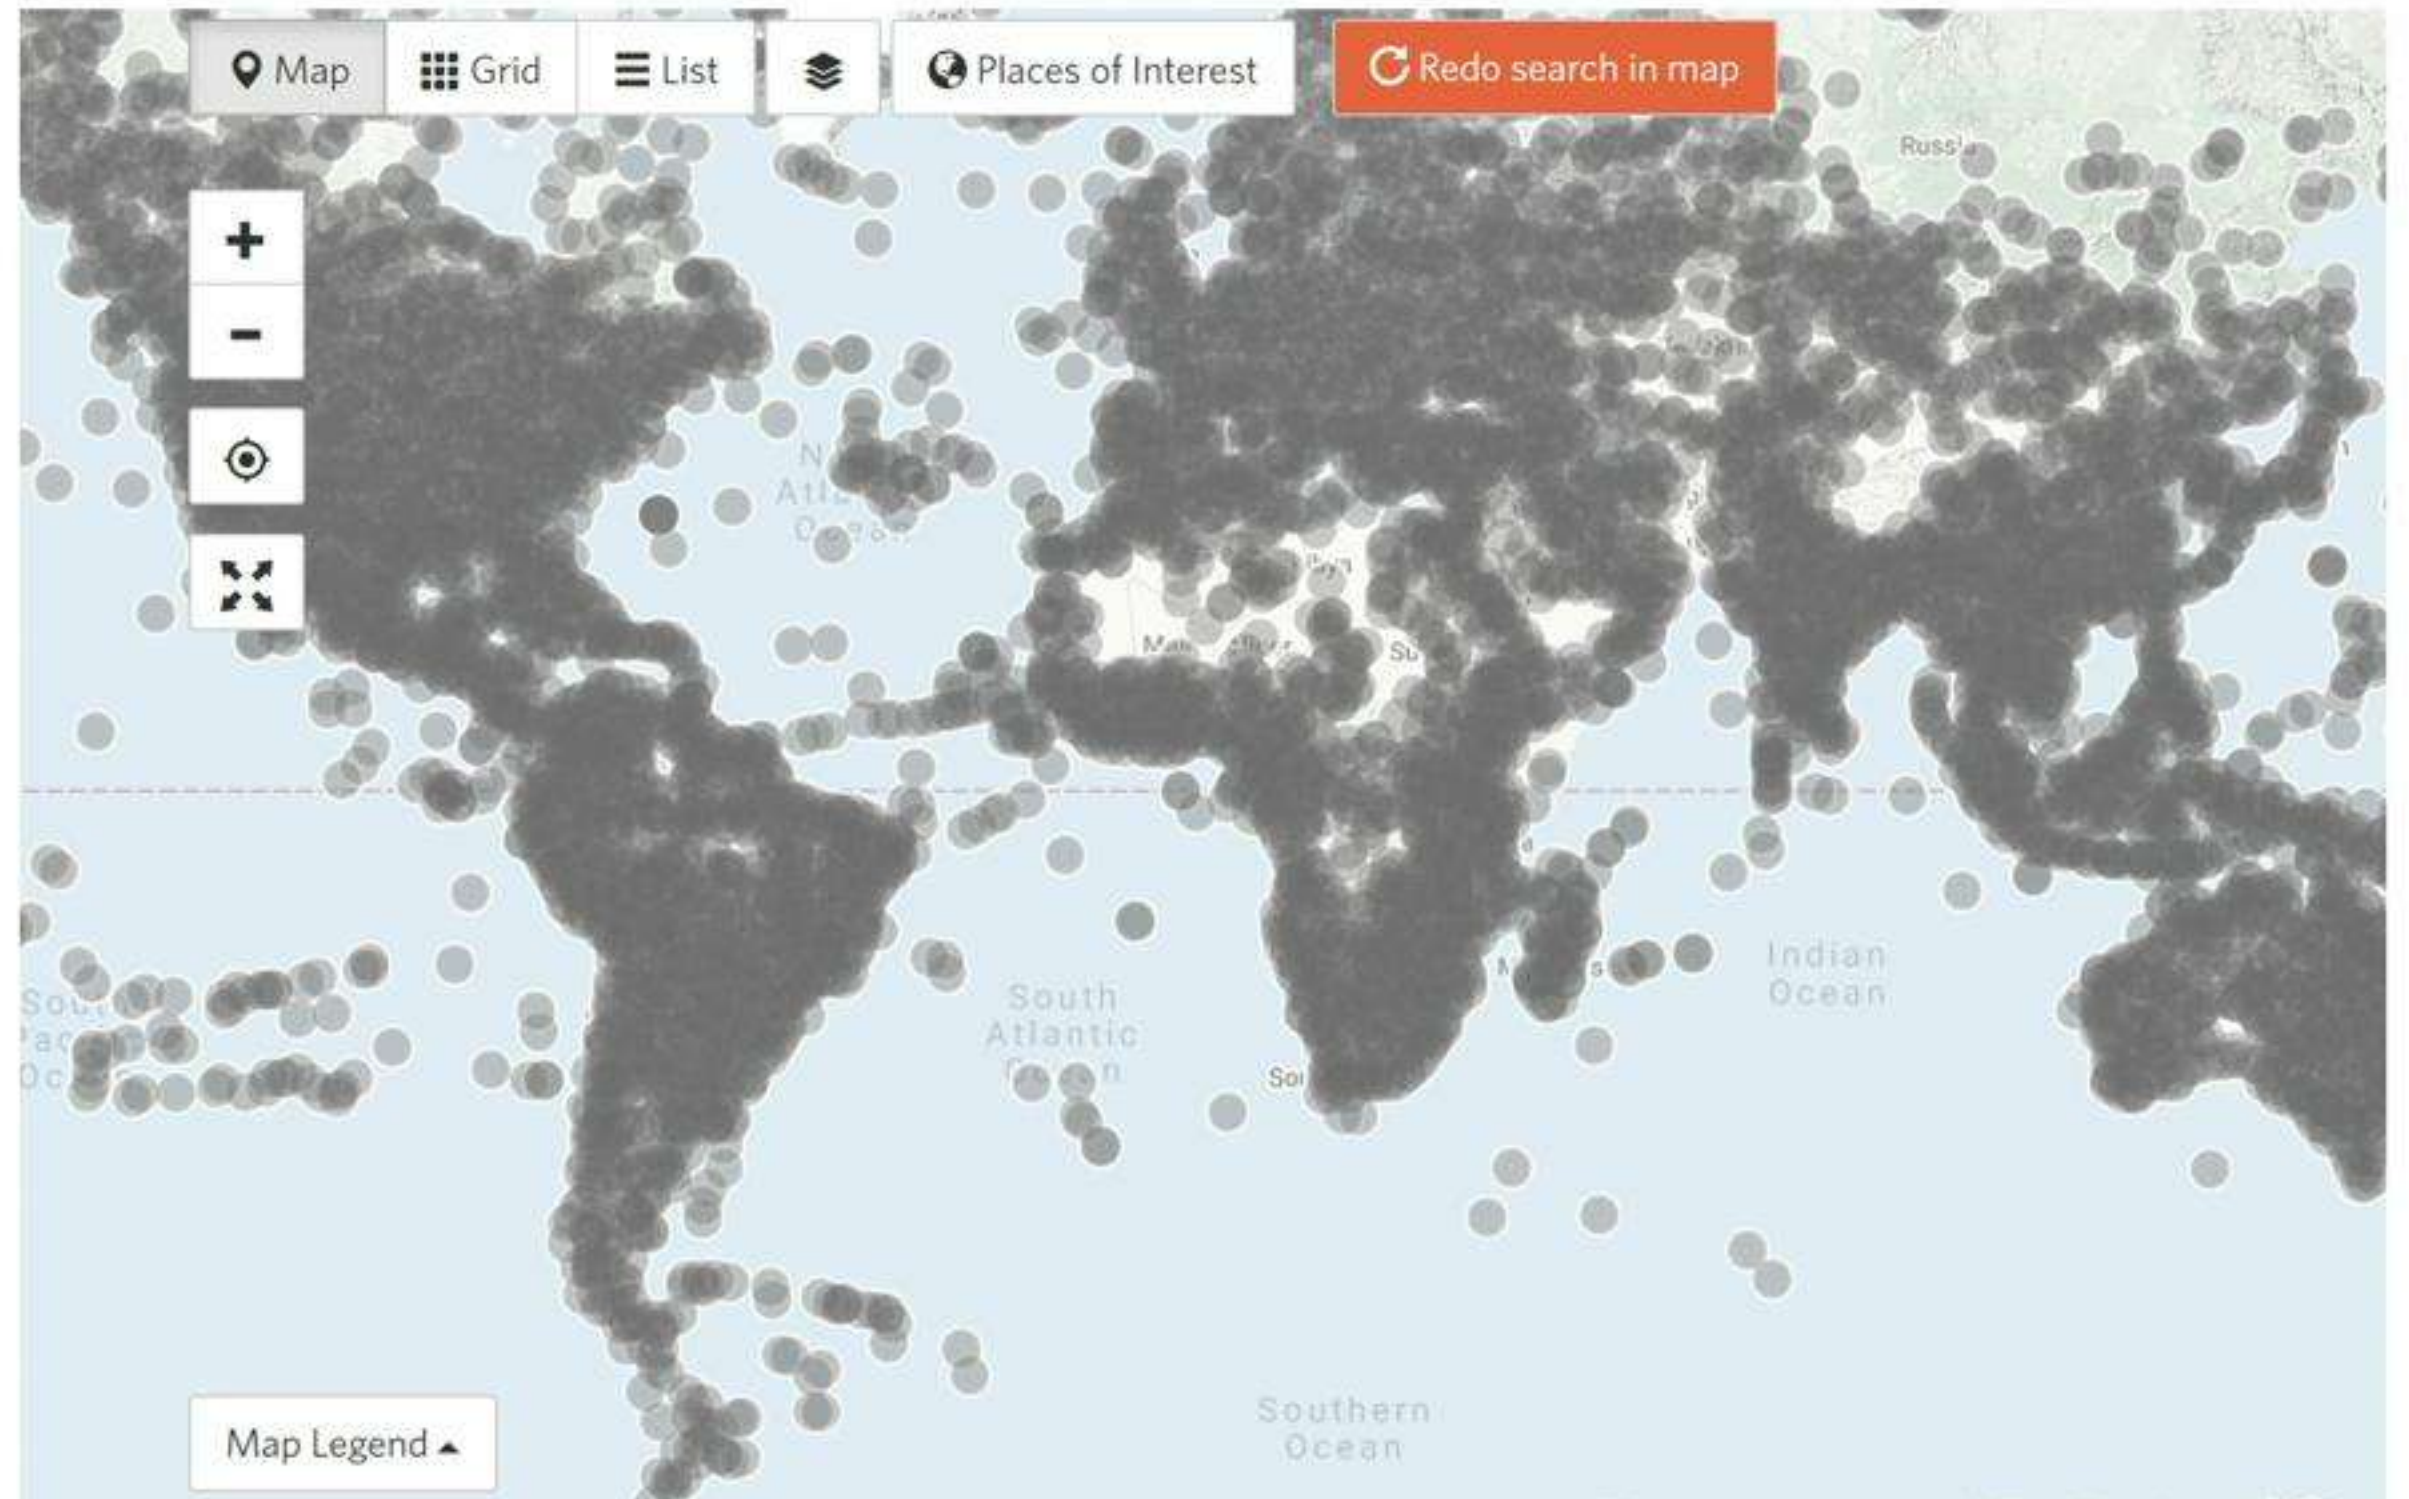 Map
Grid
List
Places of Interest
Redo search in map
Russia
South
Atlantic
Indian
Ocean
Southern
Ocean
Map Legend